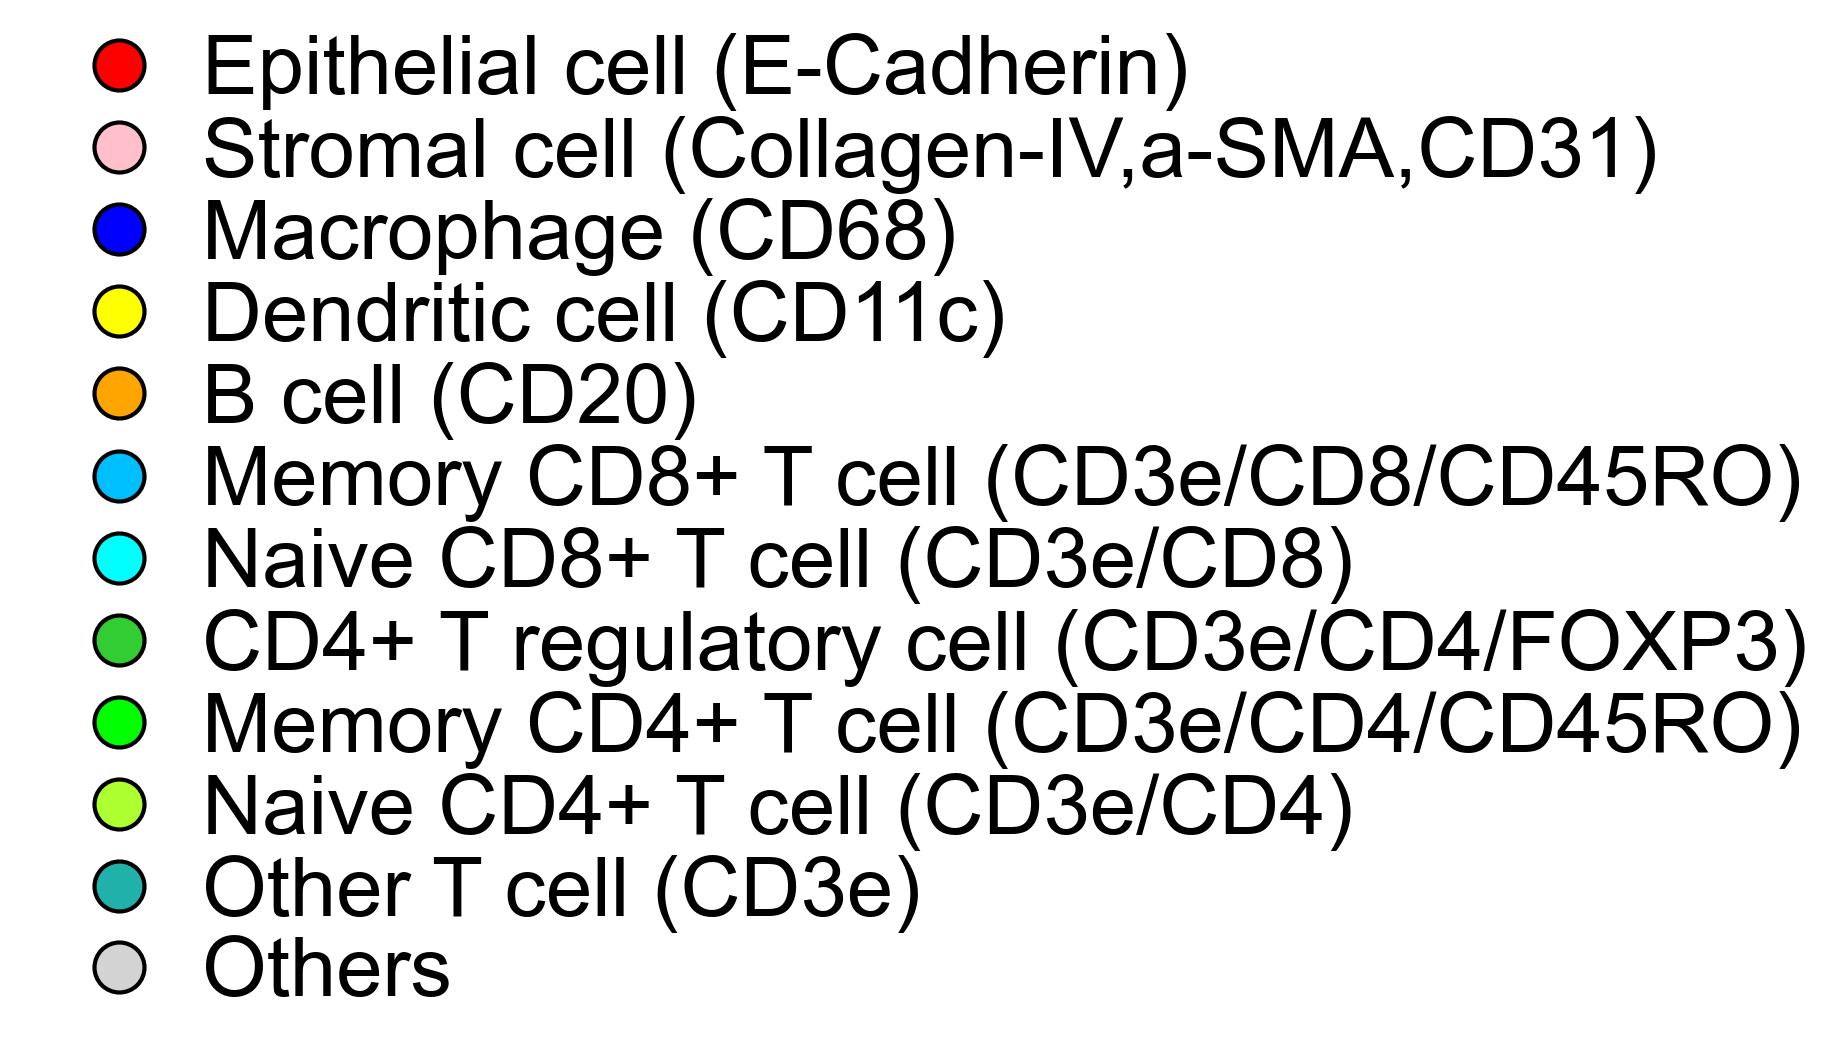 Epithelial cell (E-Cadherin)
Stromal cell (Collagen-IV,a-SMA,CD31)
Macrophage (CD68)
Dendritic cell (CD11c)
B cell (CD20)
Memory CD8+ T cell (CD3e/CD8/CD45RO)
Naive CD8+ T cell (CD3e/CD8)
CD4+ T regulatory cell (CD3e/CD4/FOXP3)
Memory CD4+ T cell (CD3e/CD4/CD45RO)
Naive CD4+ T cell (CD3e/CD4)
Other T cell (CD3e)
Others